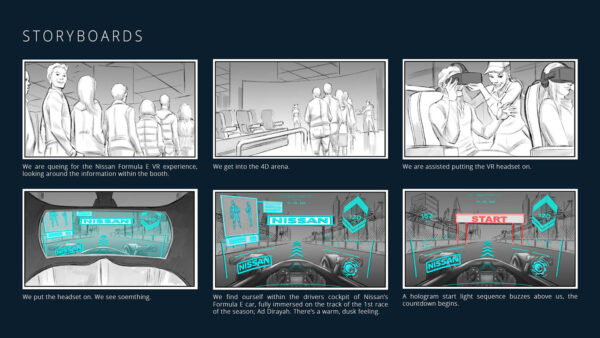 STORYBOARDS
We are queing for the Nissan Formula E VR experience,
looking around the information within the booth.
We get into the 4D arena.
We are assisted putting the VR headset on.
NISSAN
NISSAN
NISSAN
NISSAN
START
NISSAN
We put the headset on. We see soemthing.
We find ourself within the drivers cockpit of Nissan's
Formula E car, fully immersed on the track of the 1st race
of the season; Ad Dirayah. There's a warm, dusk feeling.
A hologram start light sequence buzzes above us, the
countdown begins.